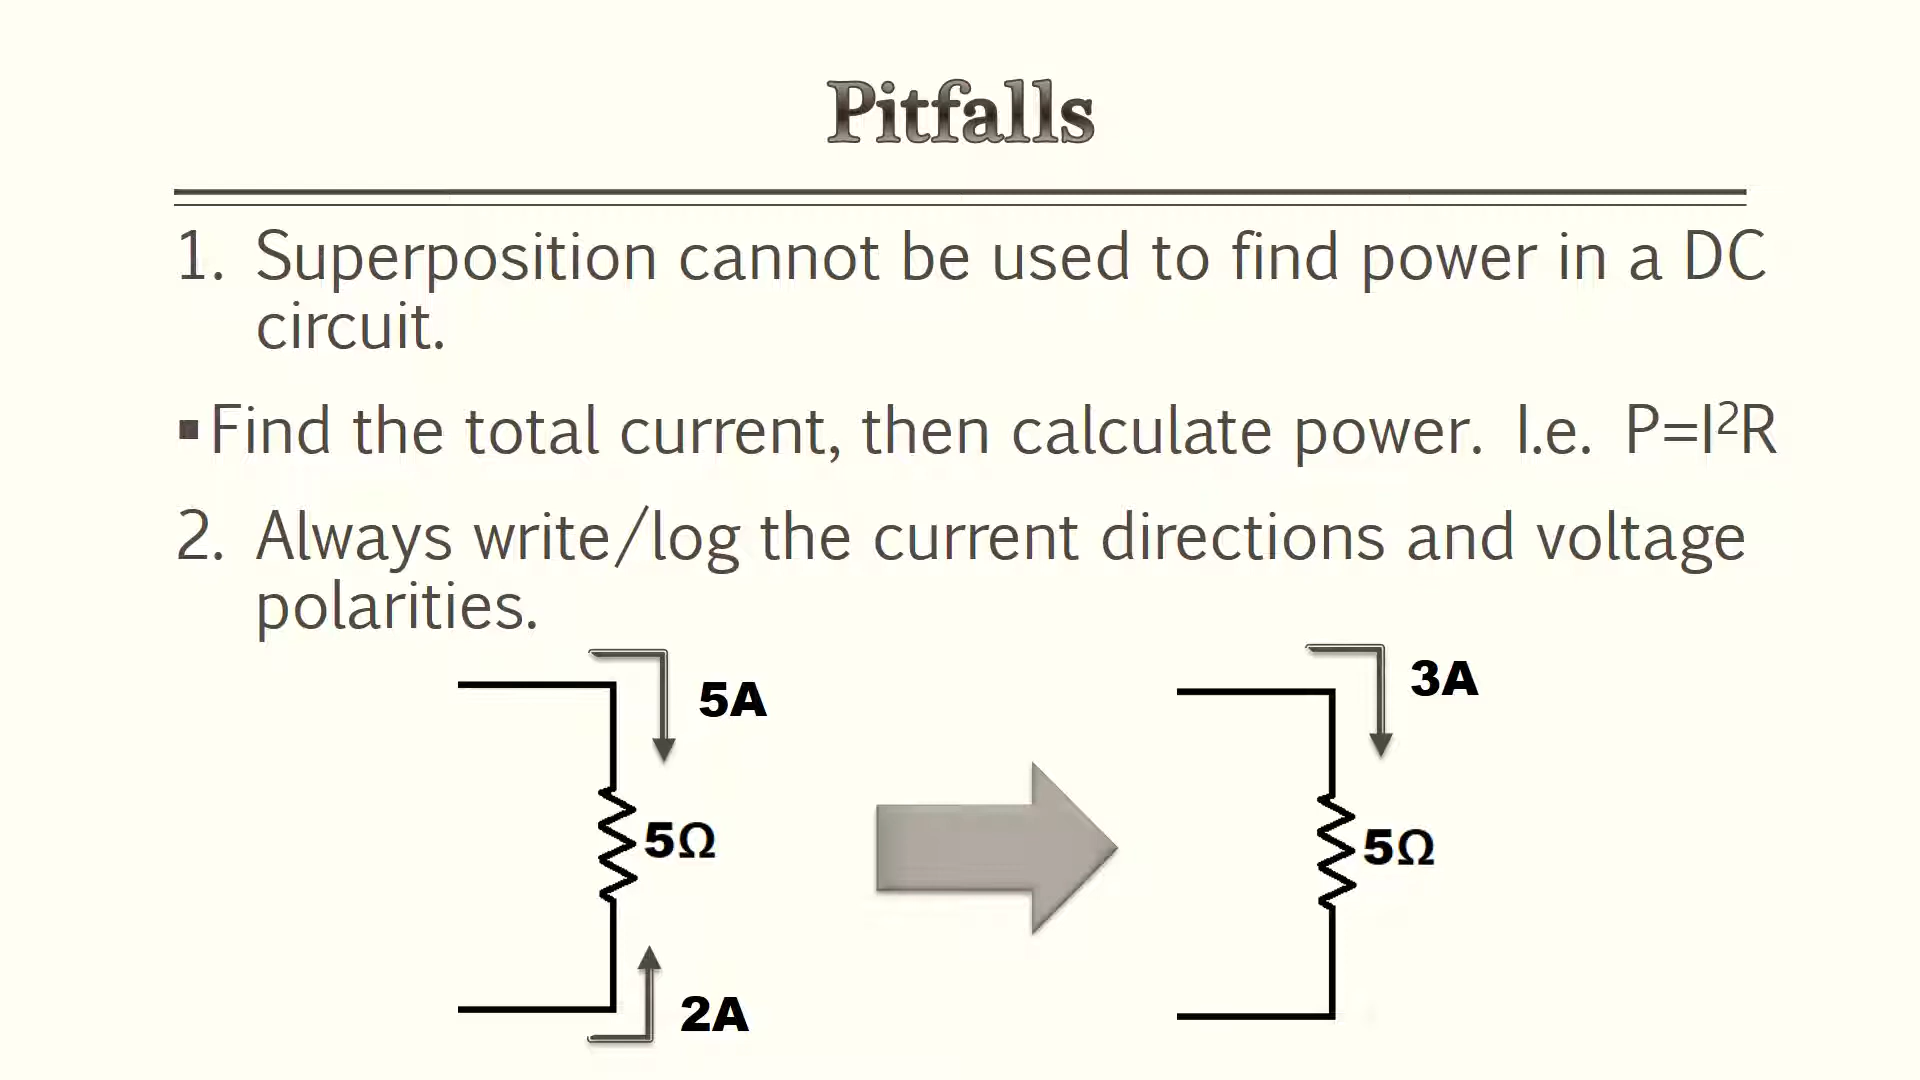 Pitfalls
1. Superposition cannot be used to find power in a DC
circuit.
▪Find the total current, then calculate power. I.e. P=I²R
2. Always write/log the current directions and voltage
polarities.
5A
3A
5Ω
5Ω
2A